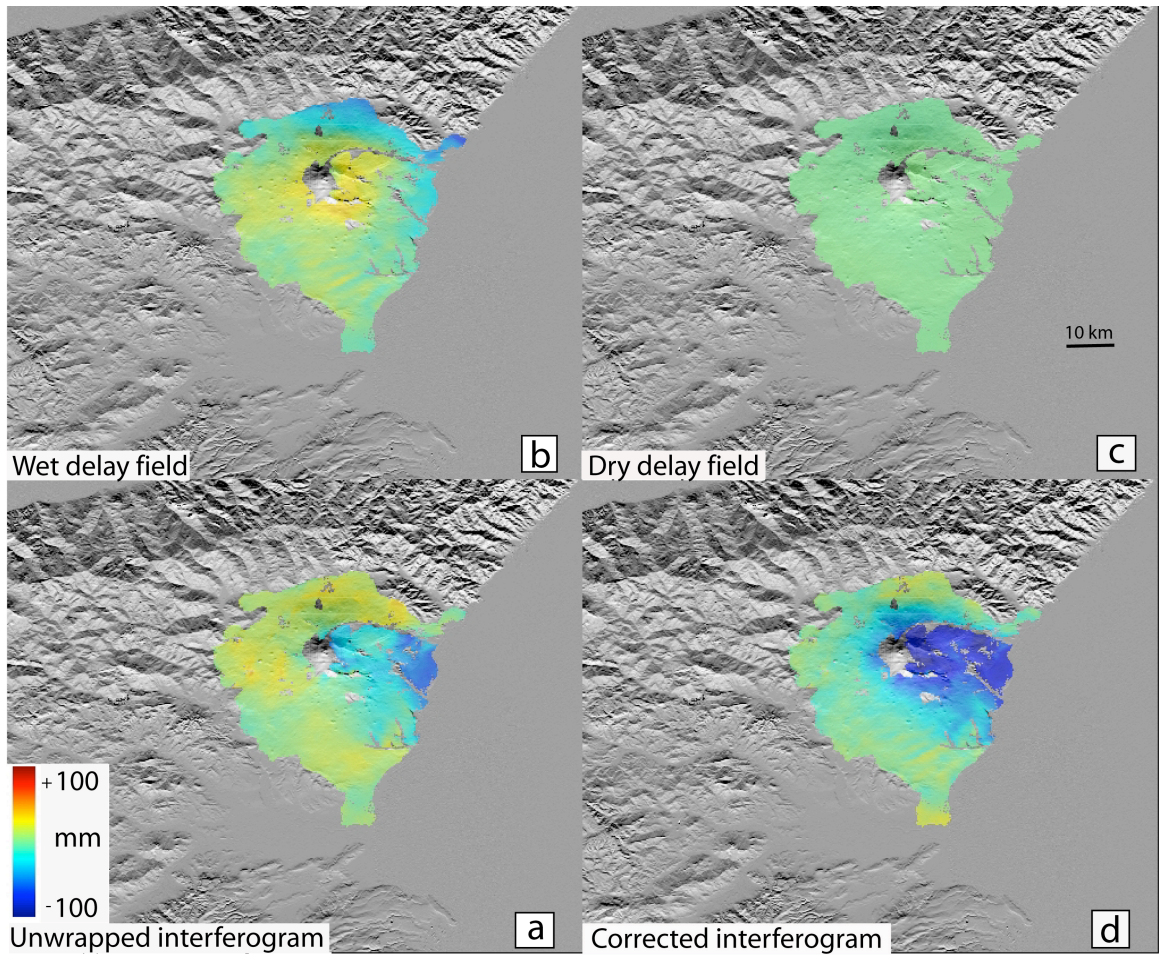 10 km
b
Wet delay field
c
Dry delay field
+ 100
mm
- 100
Unwrapped interferogram
a
Corrected interferogram
d